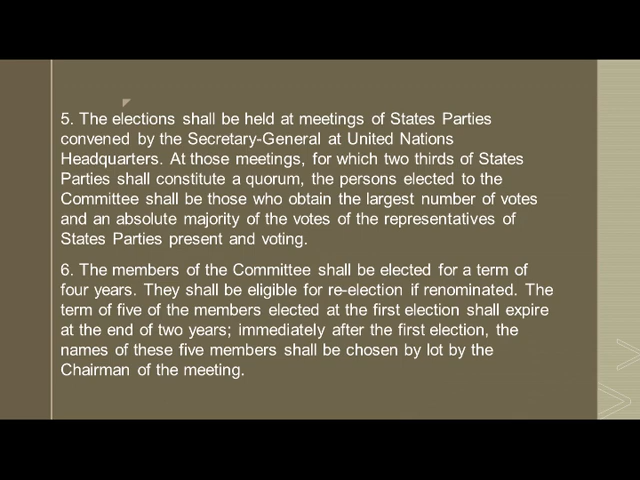 5. The elections shall be held at meetings of States Parties
convened by the Secretary-General at United Nations
Headquarters. At those meetings, for which two thirds of States
Parties shall constitute a quorum, the persons elected to the
Committee shall be those who obtain the largest number of votes
and an absolute majority of the votes of the representatives of
States Parties present and voting.
6. The members of the Committee shall be elected for a term of
four years. They shall be eligible for re-election if renominated. The
term of five of the members elected at the first election shall expire
at the end of two years; immediately after the first election, the
names of these five members shall be chosen by lot by the
Chairman of the meeting.